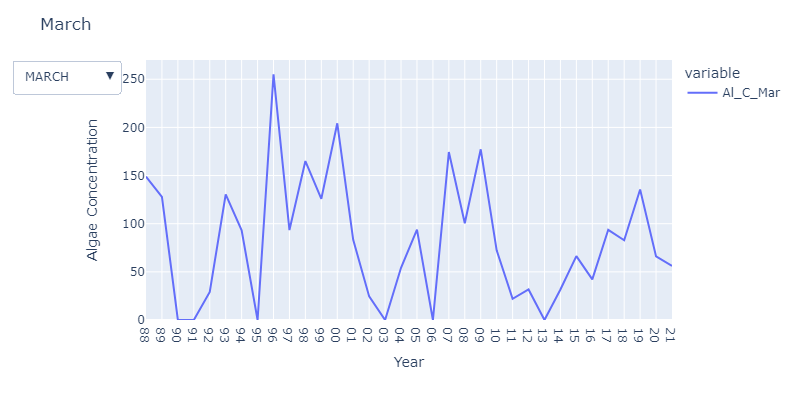 March
MARCH ▼
variable
Al_C_Mar
Algae Concentration
250
200
150
100
50
0
88 89 90 91 92 93 94 95 96 97 98 99 00 01 02 03 04 05 06 07 08 09 10 11 12 13 14 15 16 17 18 19 20 21
Year